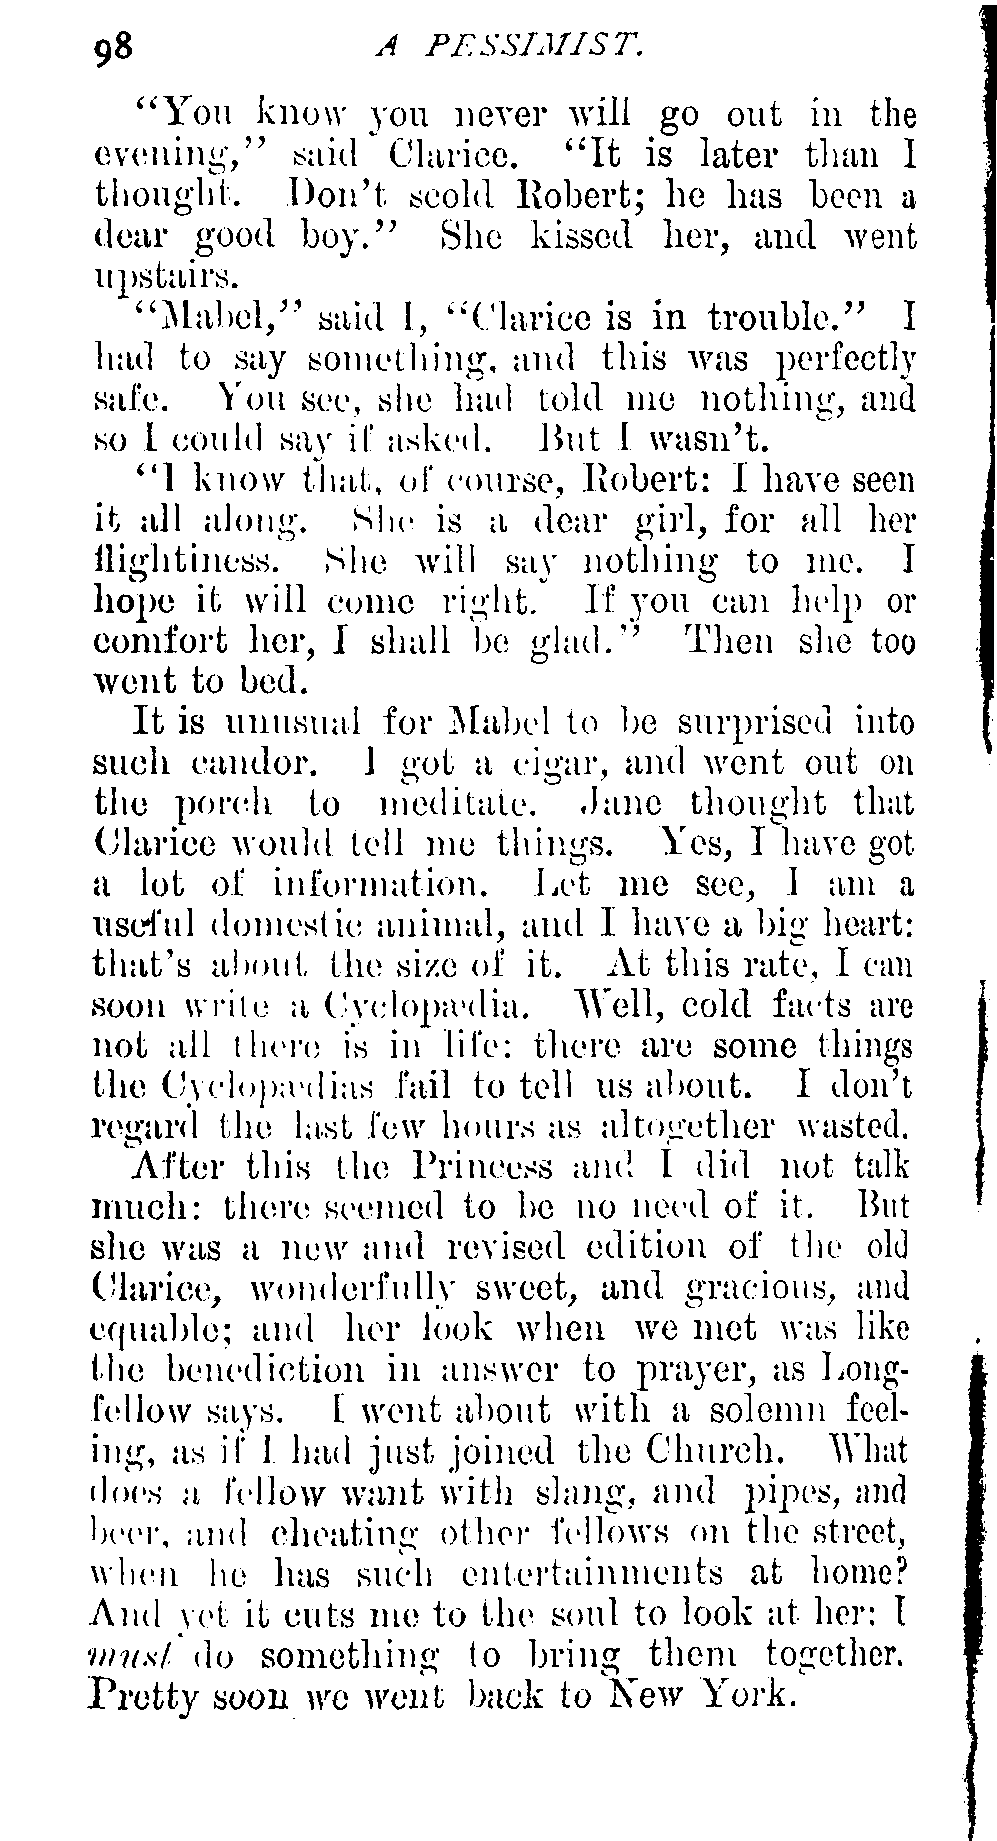 98 A PESSIMIST.
“You know you never will go out in the
evening,” said Clarice. “It is later than I
thought. Don’t scold Robert; he has been a
dear good boy.” She kissed her, and went
upstairs.
“Mabel,” said I, “Clarice is in trouble.” I
had to say something, and this was perfectly
safe. You see, she had told me nothing, and
so I could say if asked. But I wasn’t.
“I know that, of course, Robert: I have seen
it all along. She is a dear girl, for all her
flightiness. She will say nothing to me. I
hope it will come right. If you can help or
comfort her, I shall be glad.” Then she too
went to bed.
It is unusual for Mabel to be surprised into
such candor. I got a cigar, and went out on
the porch to meditate. Jane thought that
Clarice would tell me things. Yes, I have got
a lot of information. Let me see, I am a
useful domestic animal, and I have a big heart:
that’s about the size of it. At this rate, I can
soon write a Cyclopædia. Well, cold facts are
not all there is in life: there are some things
the Cyclopædias fail to tell us about. I don’t
regard the last few hours as altogether wasted.
After this the Princess and I did not talk
much: there seemed to be no need of it. But
she was a new and revised edition of the old
Clarice, wonderfully sweet, and gracious, and
equable; and her look when we met was like
the benediction in answer to prayer, as Long-
fellow says. I went about with a solemn feel-
ing, as if I had just joined the Church. What
does a fellow want with slang, and pipes, and
beer, and cheating other fellows on the street,
when he has such entertainments at home?
And yet it cuts me to the soul to look at her: I
must do something to bring them together.
Pretty soon we went back to New York.